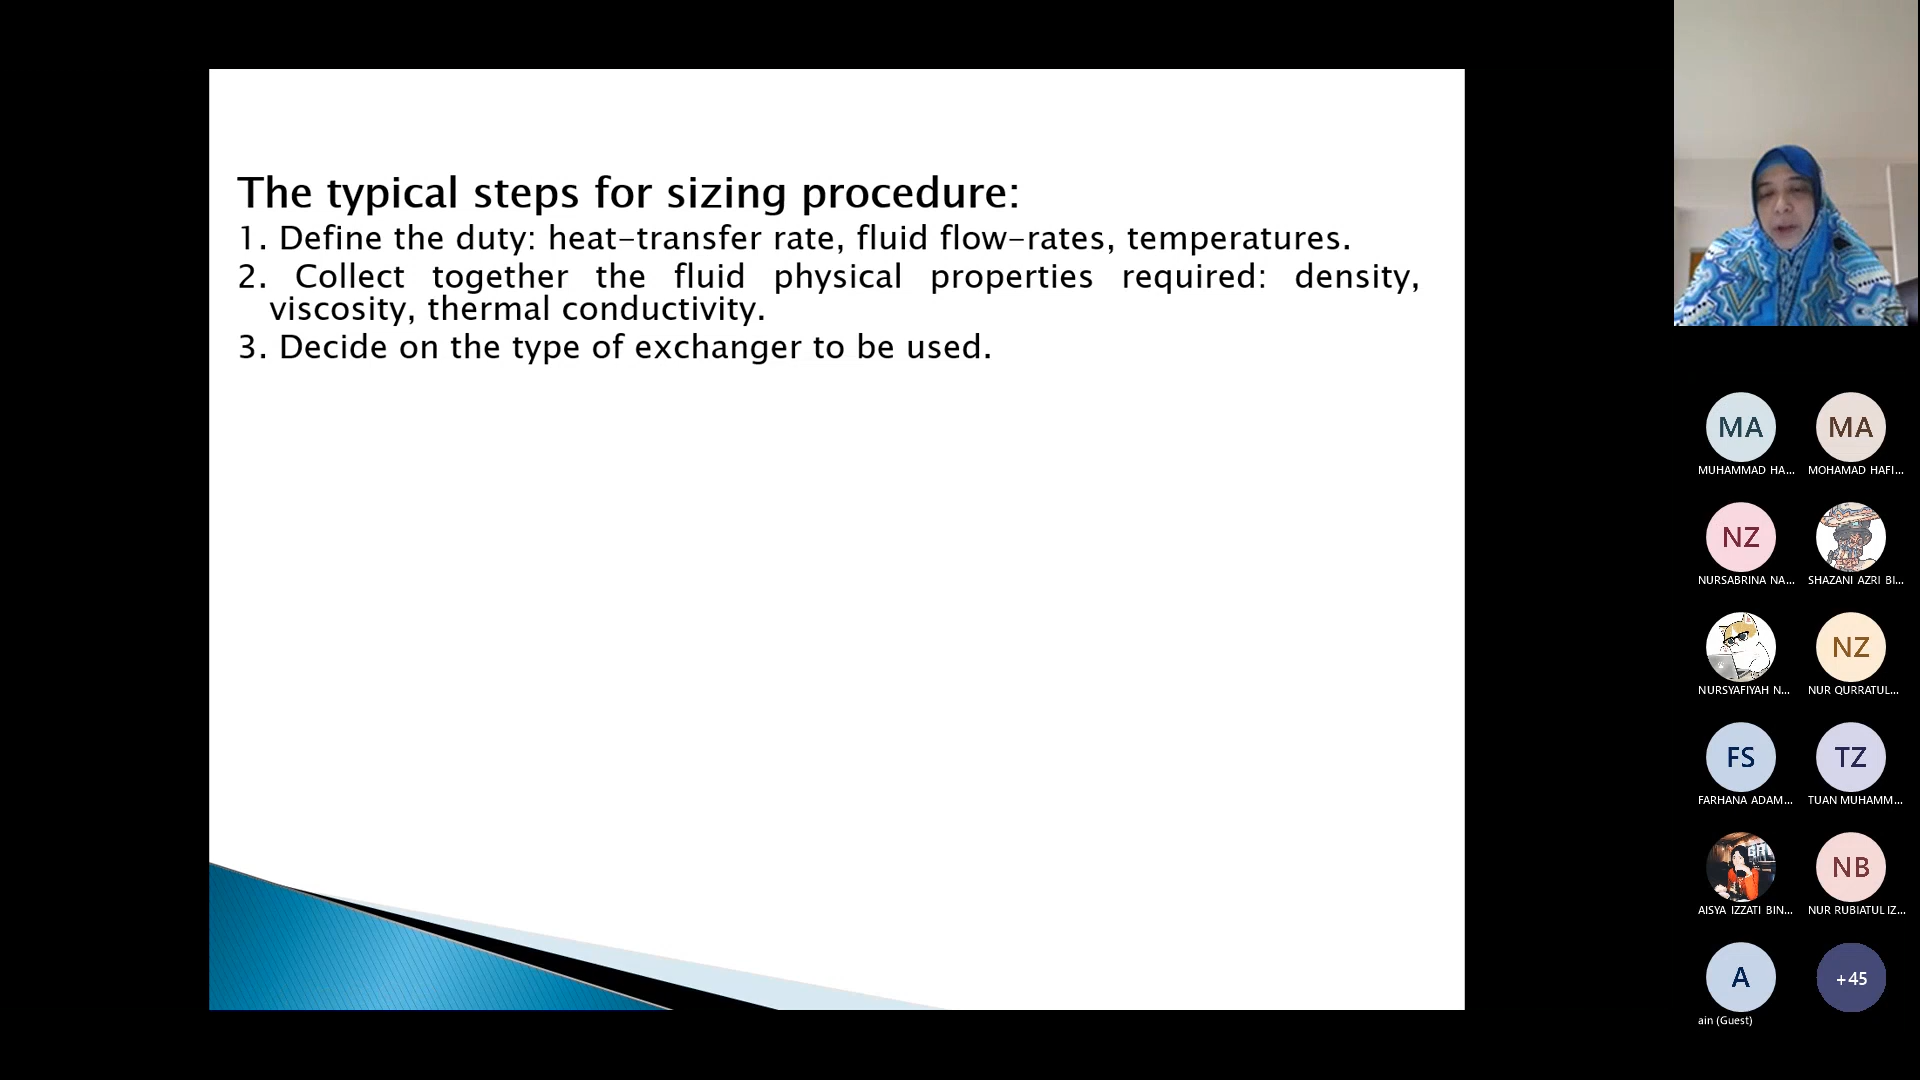 The typical steps for sizing procedure:
1. Define the duty: heat-transfer rate, fluid flow-rates, temperatures.
2. Collect together the fluid physical properties required: density,
viscosity, thermal conductivity.
3. Decide on the type of exchanger to be used.
MA
MA
MUHAMMAD HA...
MOHAMAD HAFI...
NZ
NURSABRINA NA...
SHAZANI AZRI BI...
NZ
NURSYAFIYAH N...
NUR QURRATUL...
FS
TZ
FARHANA ADAM...
TUAN MUHAMM...
NB
AISYA IZZATI BIN...
NUR RUBIATUL IZ...
A
+45
ain (Guest)